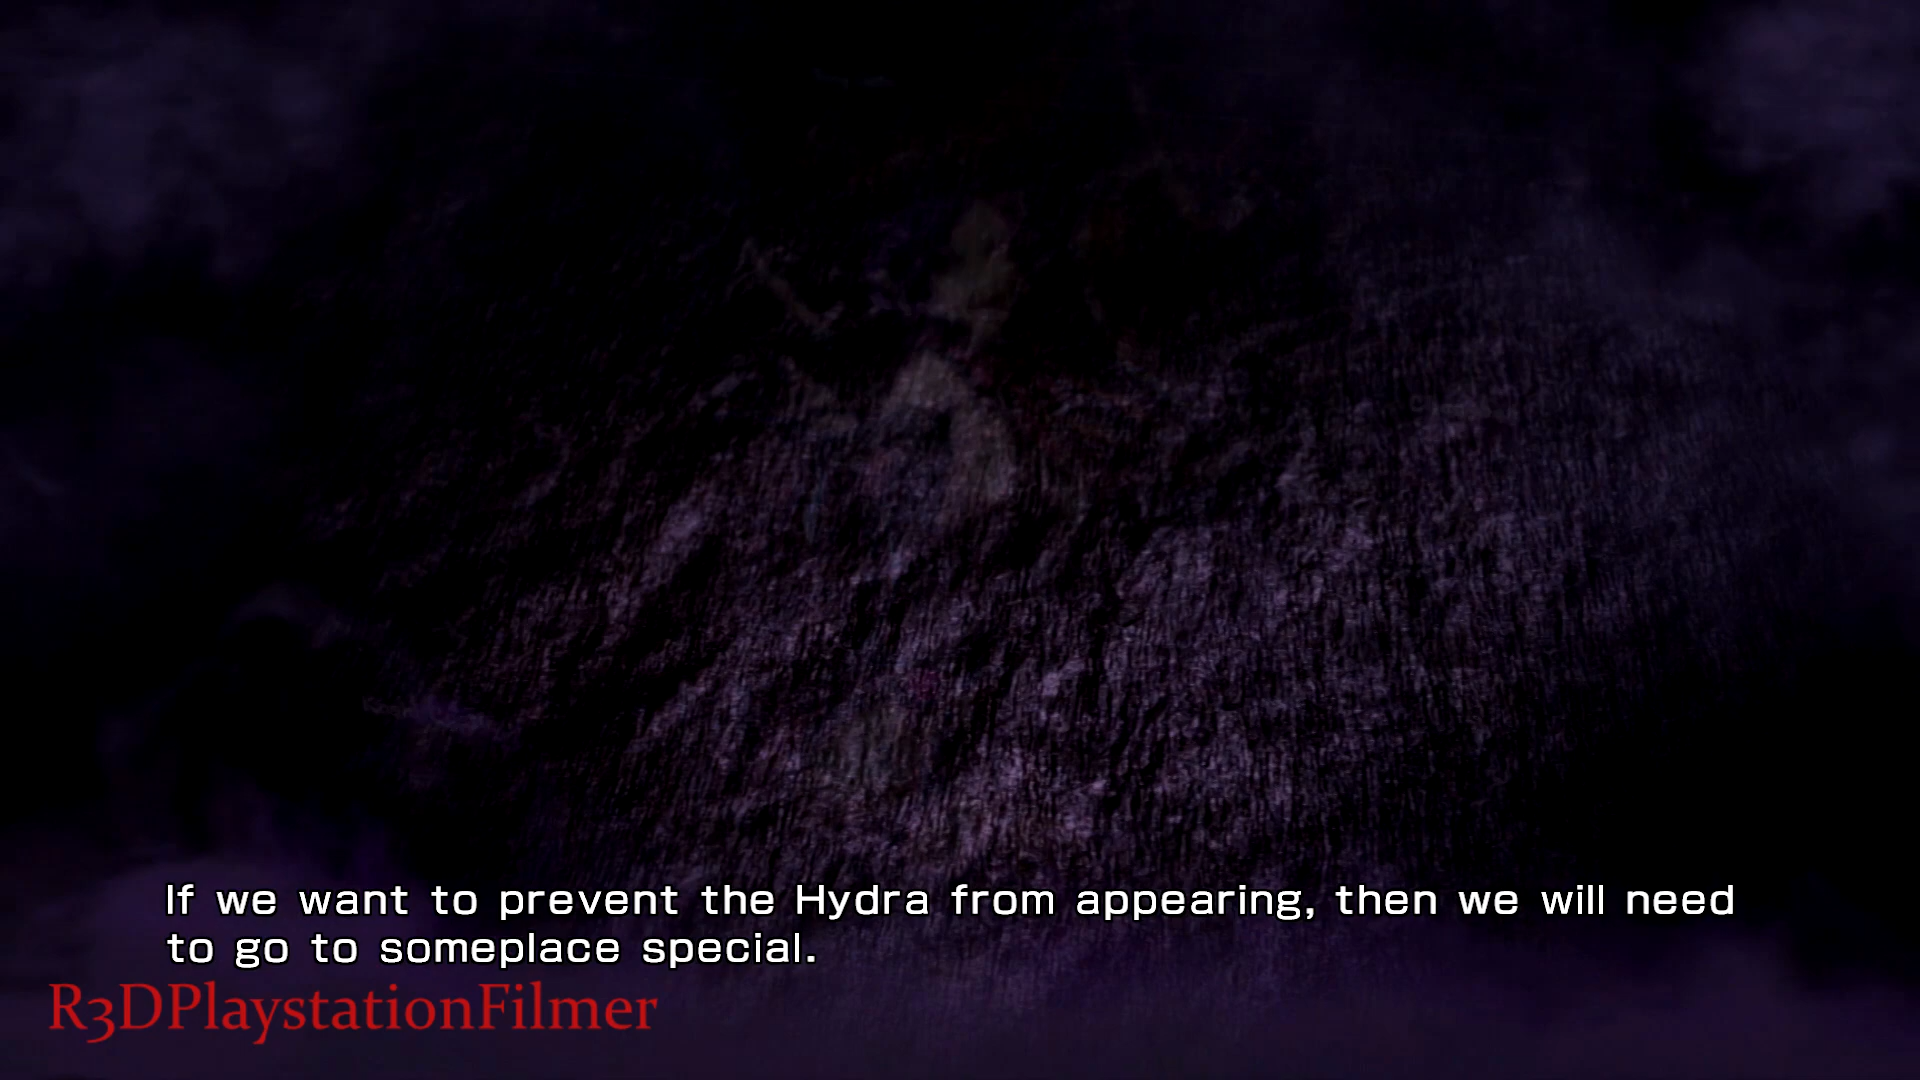 If we want to prevent the Hydra from appearing, then we will need
to go to someplace special.
R3DPlaystationFilmer